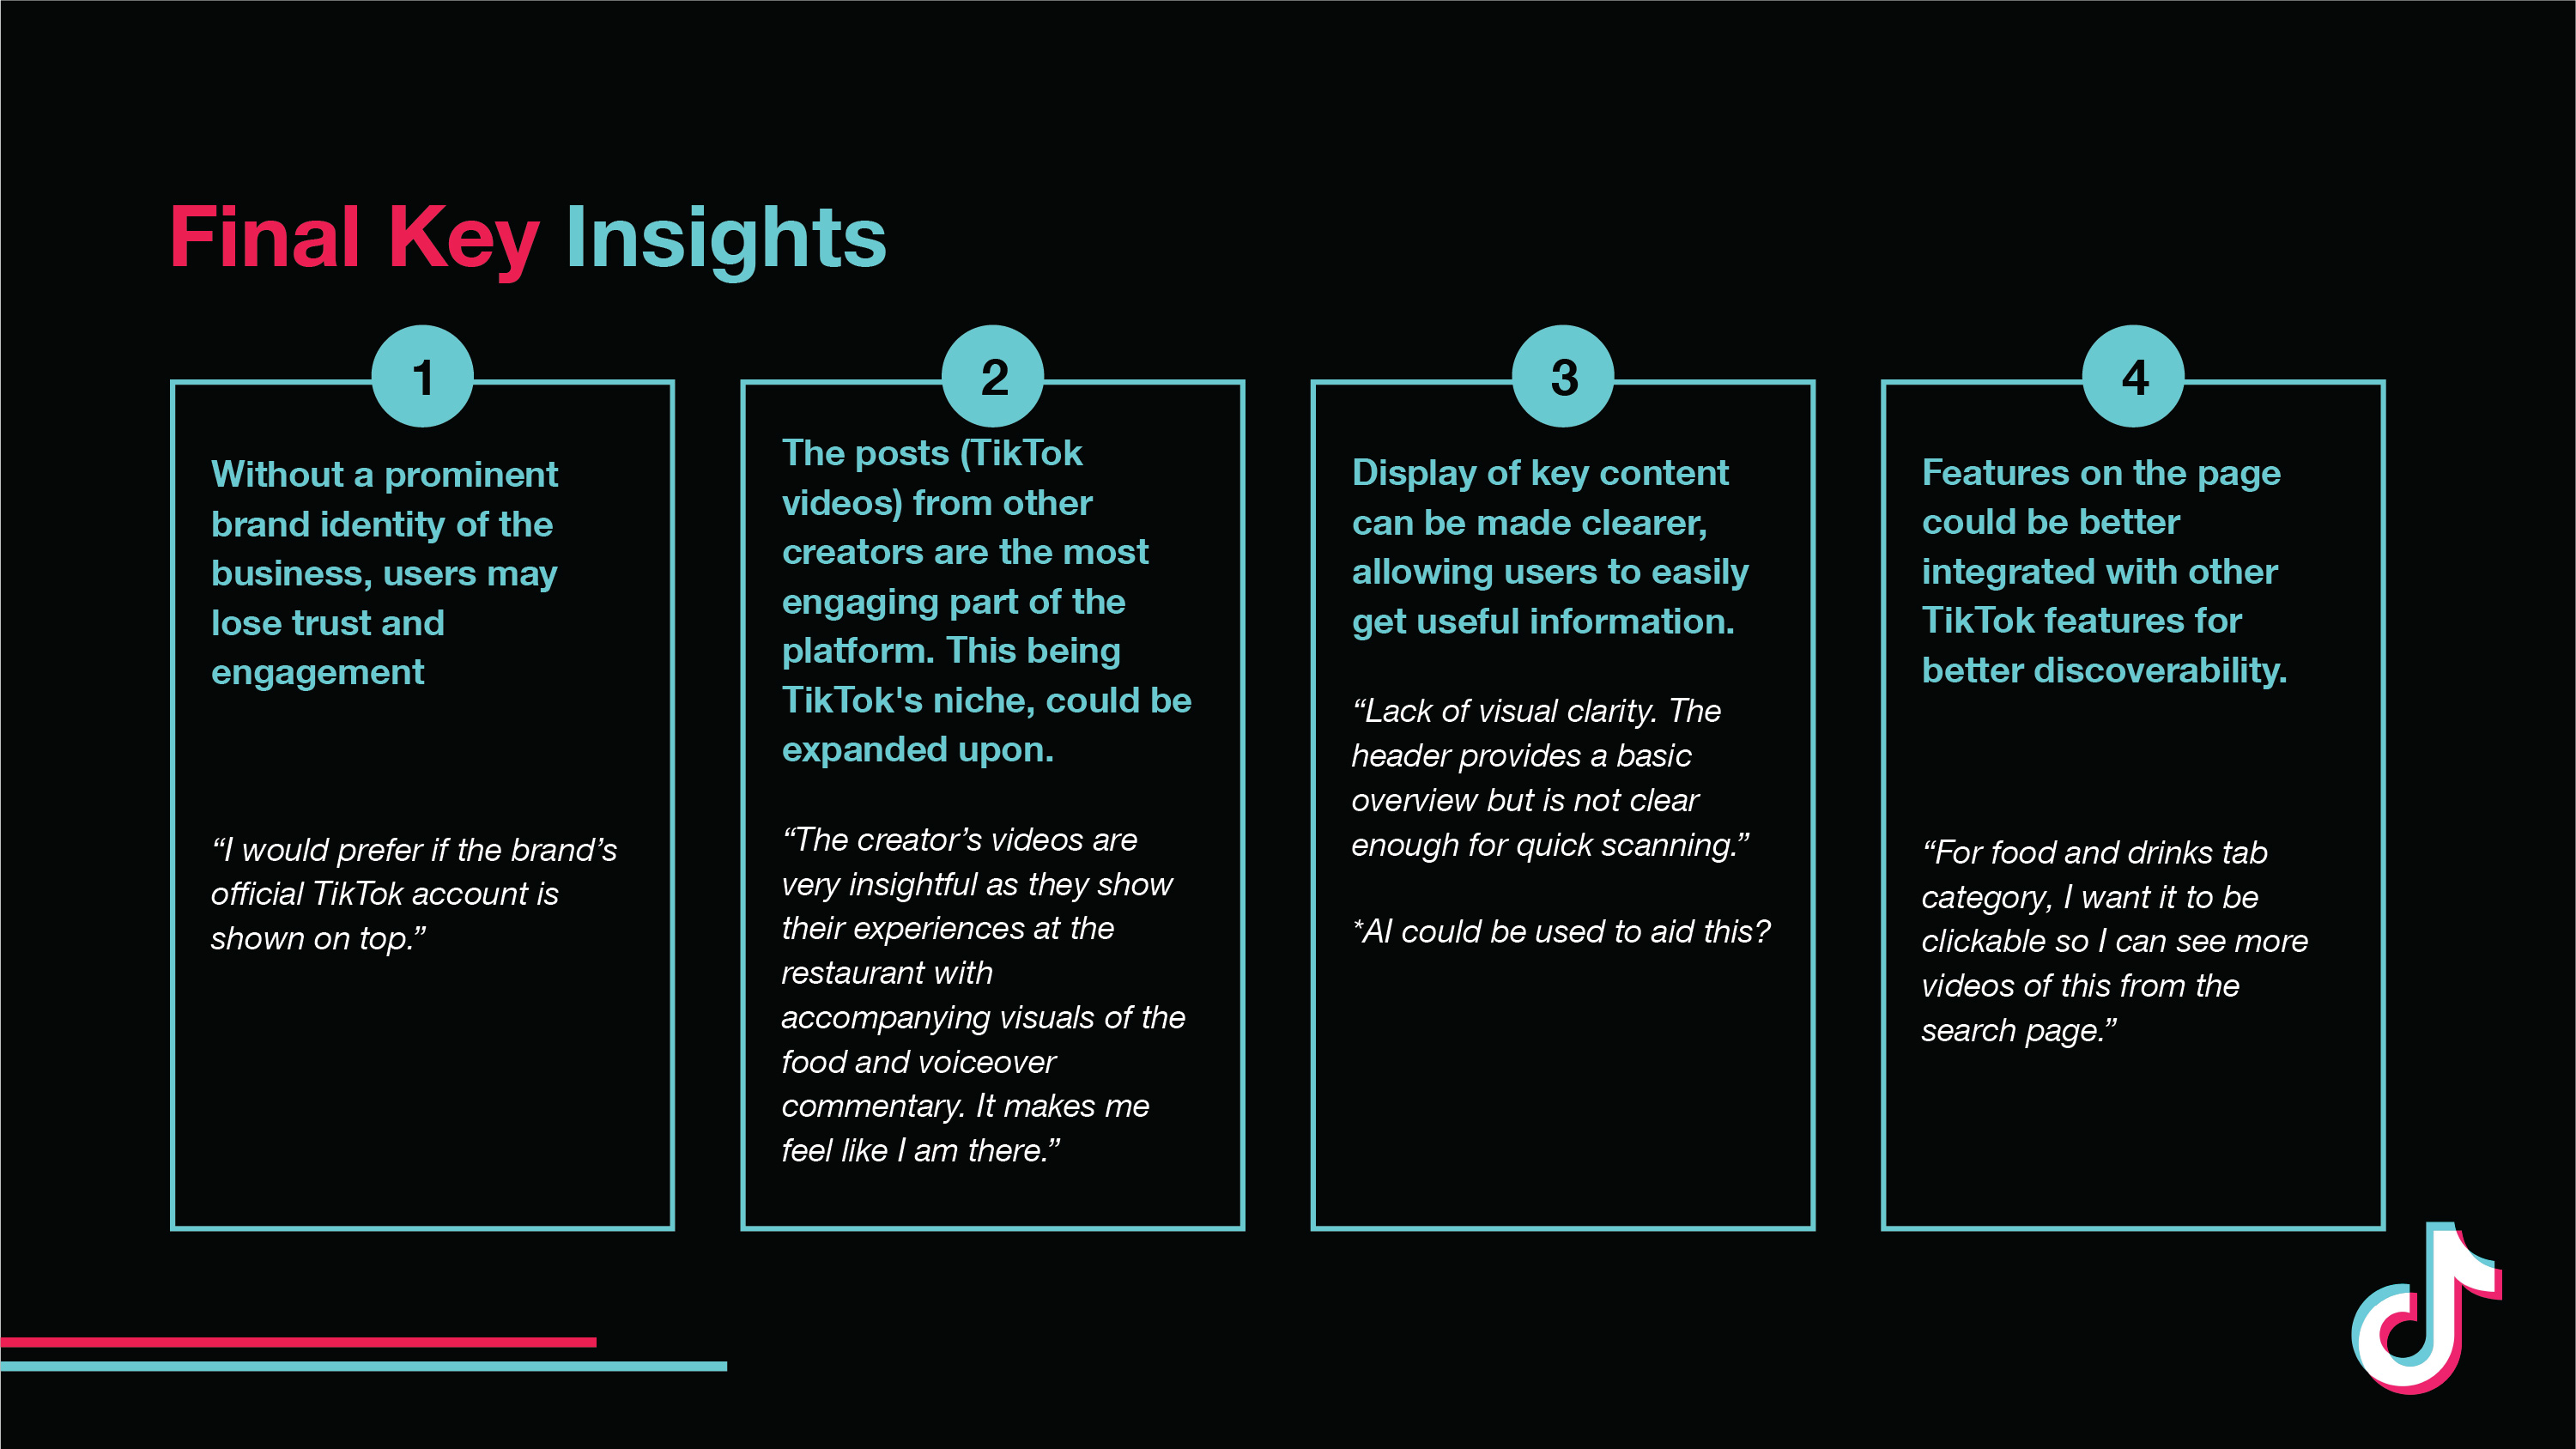 Final Key Insights
1
Without a prominent
brand identity of the
business, users may
lose trust and
engagement
“I would prefer if the brand’s
official TikTok account is
shown on top.”
2
The posts (TikTok
videos) from other
creators are the most
engaging part of the
platform. This being
TikTok's niche, could be
expanded upon.
“The creator’s videos are
very insightful as they show
their experiences at the
restaurant with
accompanying visuals of the
food and voiceover
commentary. It makes me
feel like I am there.”
3
Display of key content
can be made clearer,
allowing users to easily
get useful information.
“Lack of visual clarity. The
header provides a basic
overview but is not clear
enough for quick scanning.”
*AI could be used to aid this?
4
Features on the page
could be better
integrated with other
TikTok features for
better discoverability.
“For food and drinks tab
category, I want it to be
clickable so I can see more
videos of this from the
search page.”